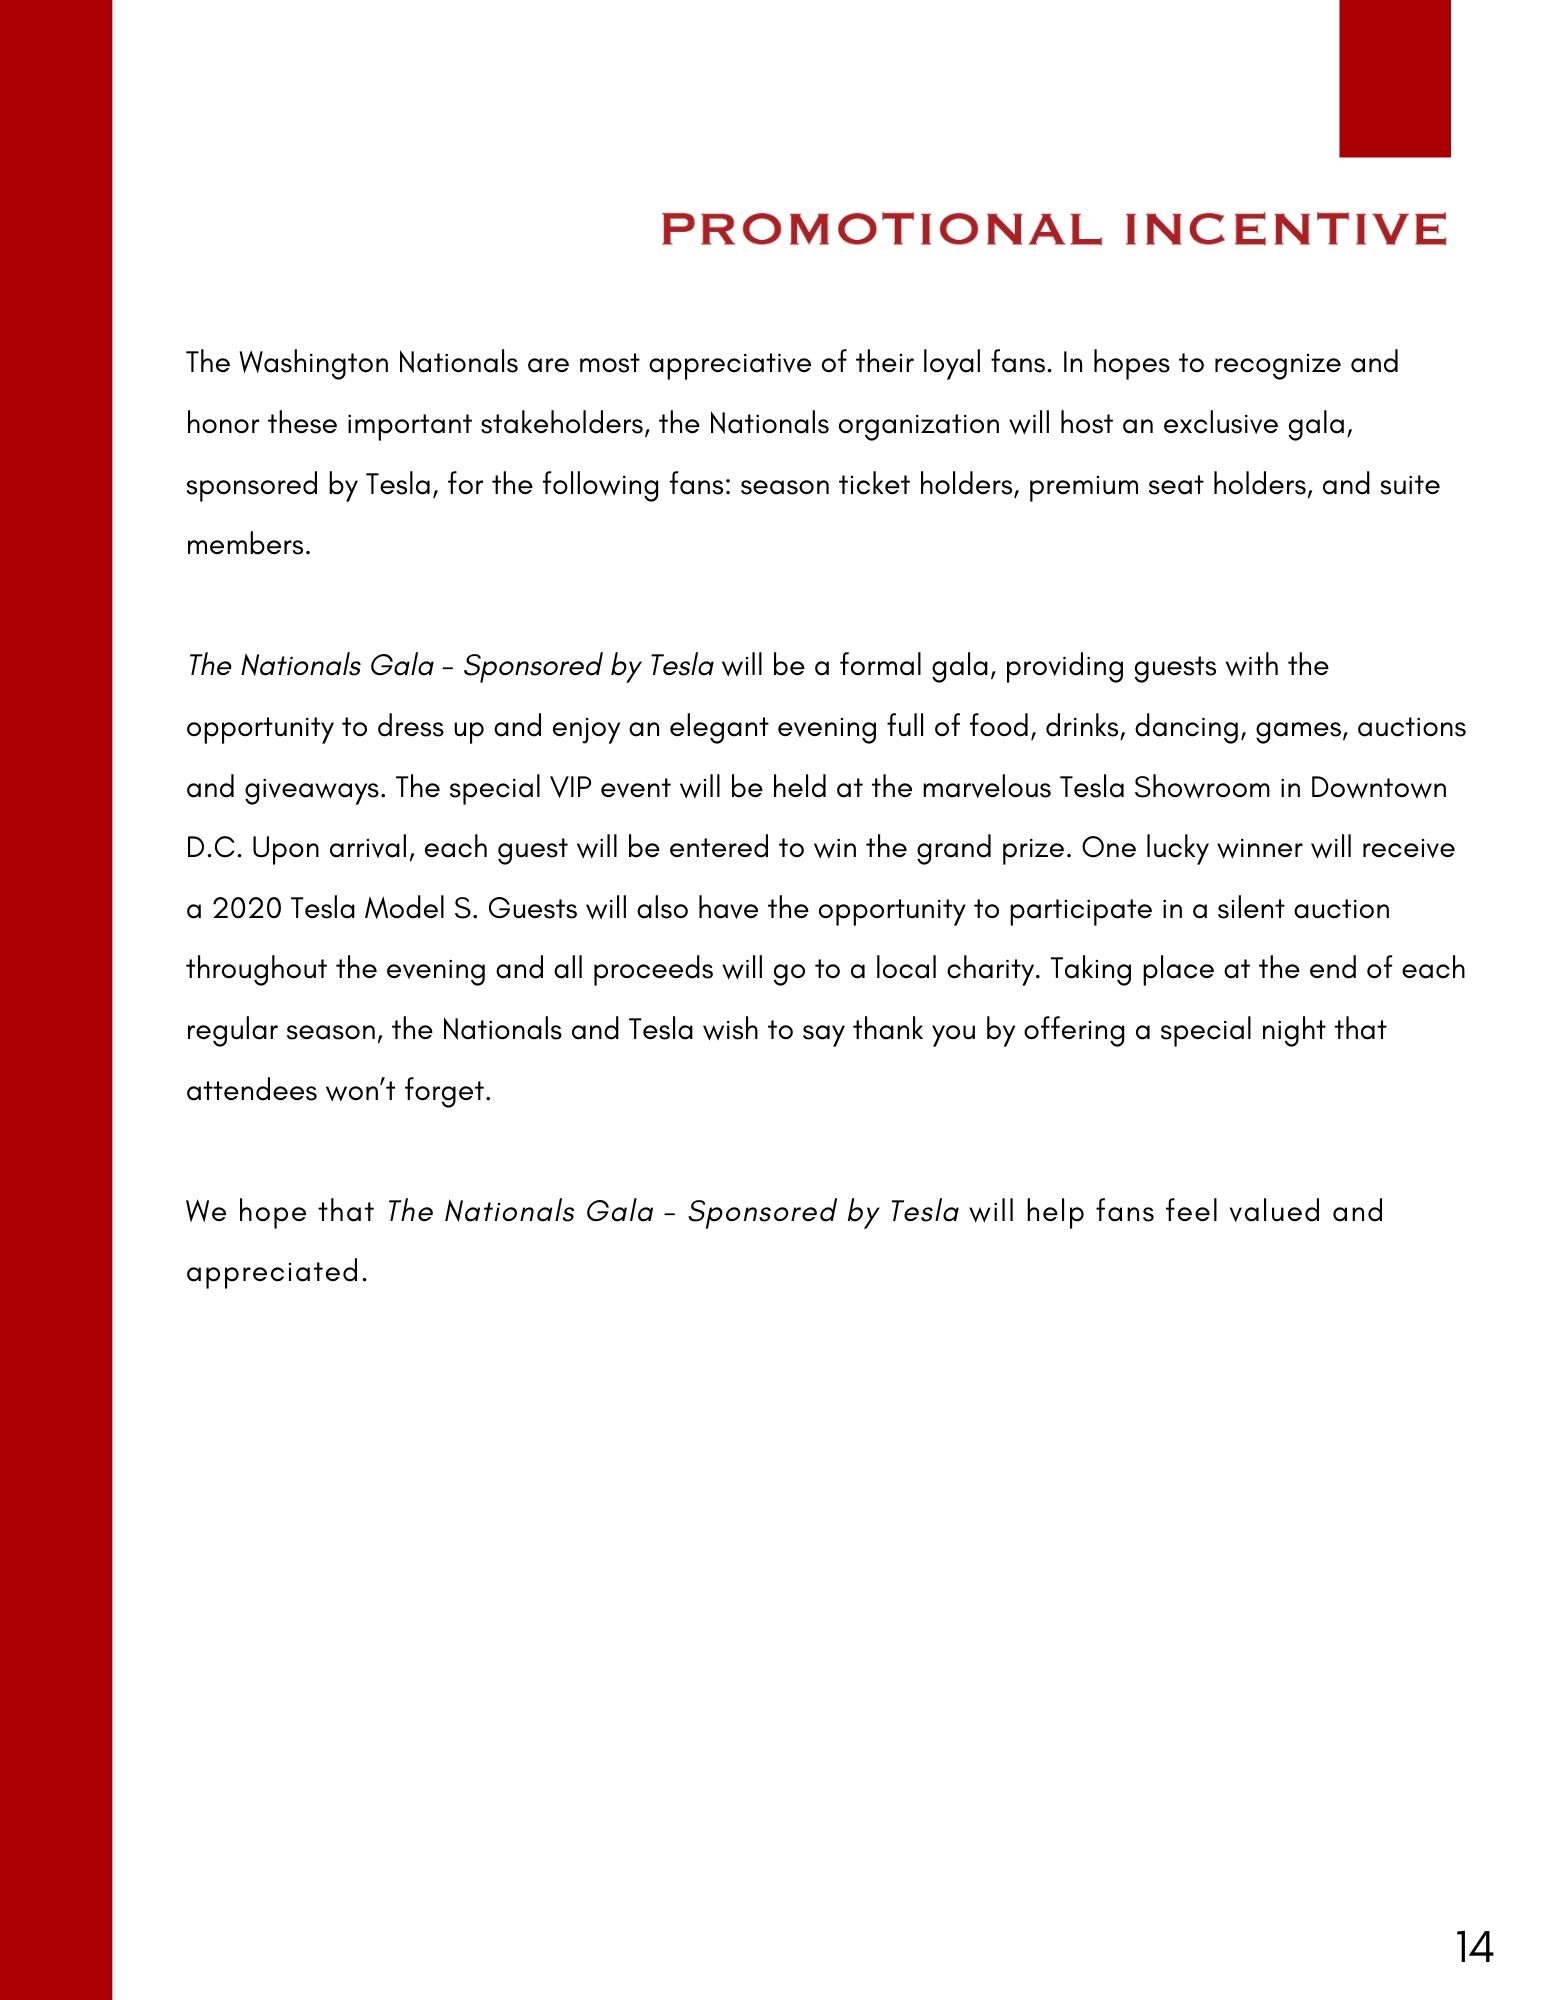 PROMOTIONAL INCENTIVE
The Washington Nationals are most appreciative of their loyal fans. In hopes to recognize and
honor these important stakeholders, the Nationals organization will host an exclusive gala,
sponsored by Tesla, for the following fans: season ticket holders, premium seat holders, and suite
members.
The Nationals Gala – Sponsored by Tesla will be a formal gala, providing guests with the
opportunity to dress up and enjoy an elegant evening full of food, drinks, dancing, games, auctions
and giveaways. The special VIP event will be held at the marvelous Tesla Showroom in Downtown
D.C. Upon arrival, each guest will be entered to win the grand prize. One lucky winner will receive
a 2020 Tesla Model S. Guests will also have the opportunity to participate in a silent auction
throughout the evening and all proceeds will go to a local charity. Taking place at the end of each
regular season, the Nationals and Tesla wish to say thank you by offering a special night that
attendees won’t forget.
We hope that The Nationals Gala – Sponsored by Tesla will help fans feel valued and
appreciated.
14